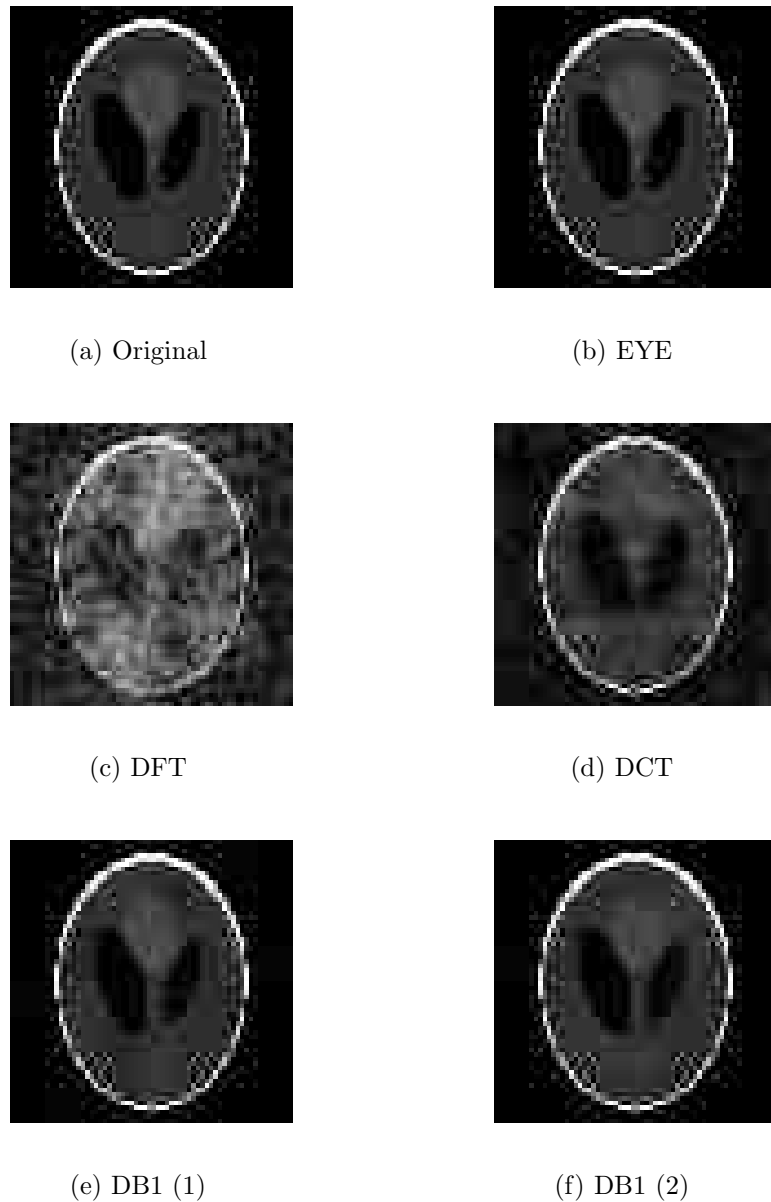 (a) Original
(b) EYE
(c) DFT
(d) DCT
(e) DB1 (1)
(f) DB1 (2)